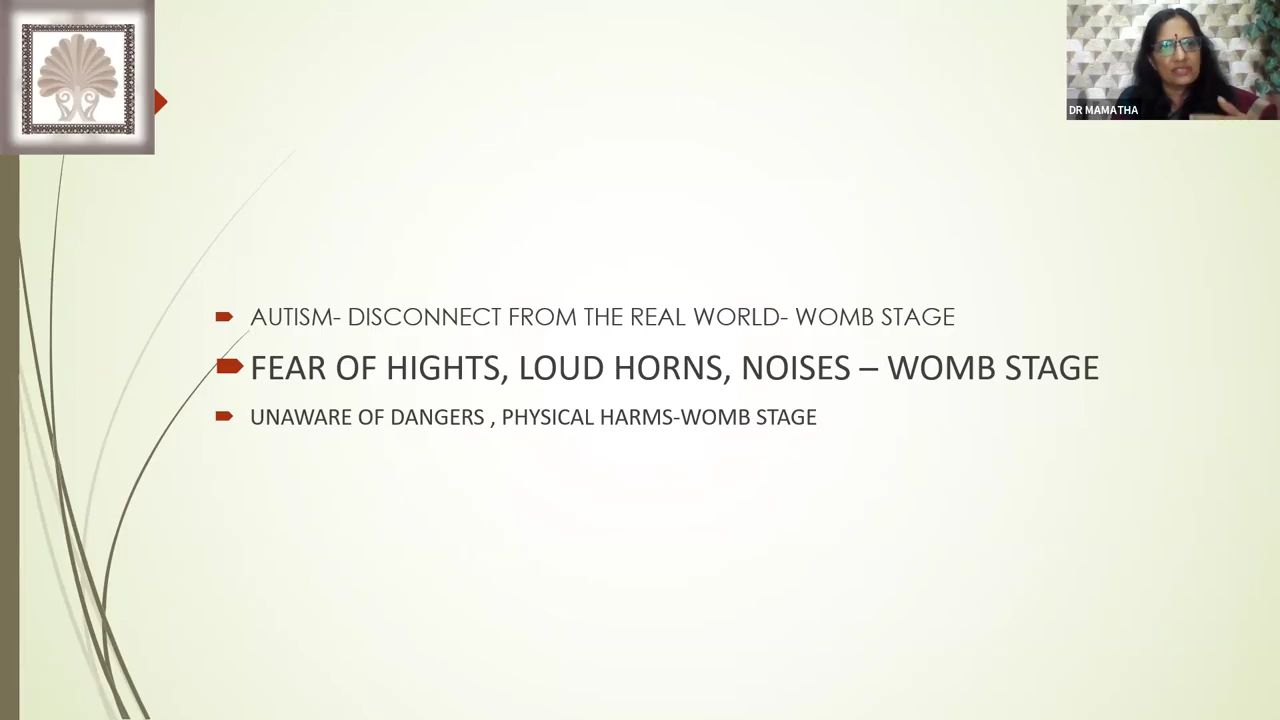 DR MAMATHA
AUTISM- DISCONNECT FROM THE REAL WORLD- WOMB STAGE
FEAR OF HIGHTS, LOUD HORNS, NOISES – WOMB STAGE
UNAWARE OF DANGERS , PHYSICAL HARMS-WOMB STAGE